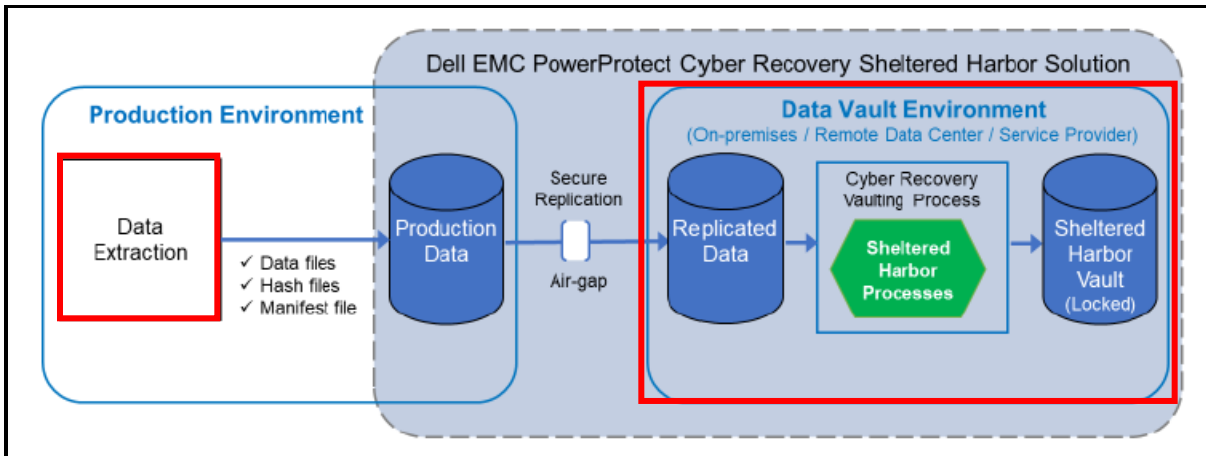 Dell EMC PowerProtect Cyber Recovery Sheltered Harbor Solution
Production Environment
Data
Extraction
✓ Data files
✓ Hash files
✓ Manifest file
Production
Data
Secure
Replication
Air-gap
Data Vault Environment
(On-premises / Remote Data Center / Service Provider)
Replicated
Data
Cyber Recovery
Vaulting Process
Sheltered
Harbor
Processes
Sheltered
Harbor
Vault
(Locked)